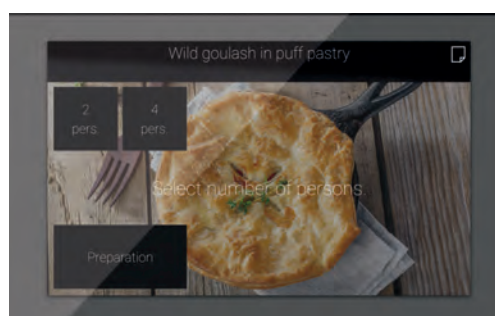 Wild goulash in puff pastry
2
pers.
4
pers.
Select number of persons.
Preparation